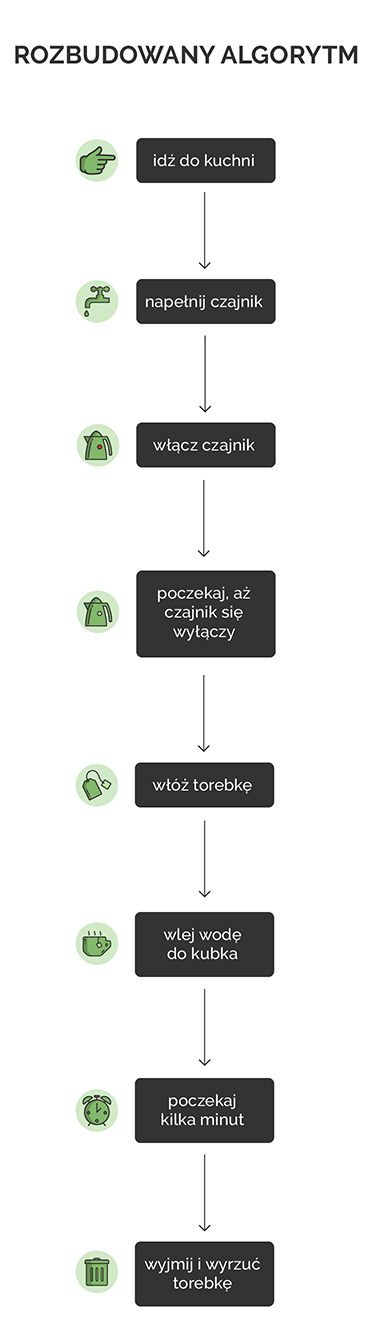 ROZBUDOWANY ALGORYTM
idź do kuchni
napełnij czajnik
włącz czajnik
poczekaj, aż
czajnik się
wyłączy
włóż torebkę
wlej wodę
do kubka
poczekaj
kilka minut
wyjmij i wyrzuć
torebkę